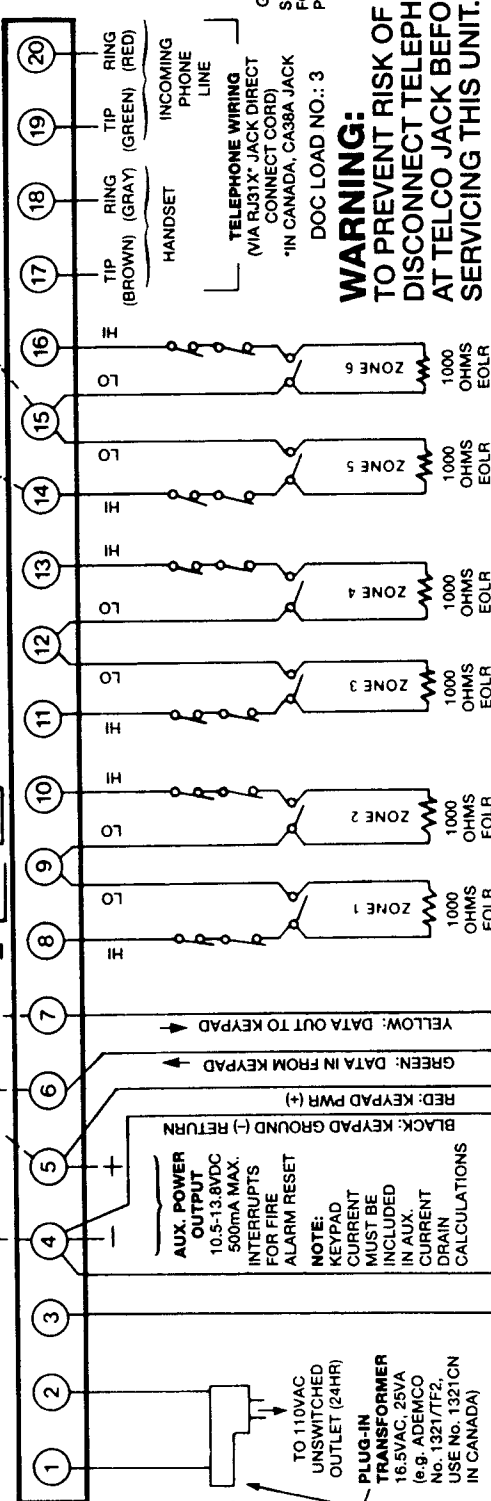 1
2
3
4
5
6
7
8
9
10
11
12
13
14
15
16
17
18
19
20
TO 110VAC
UNSWITCHED
OUTLET (24HR)
PLUG-IN
TRANSFORMER
16.5VAC, 25VA
(e.g. ADEMCO
No. 1321/TF2,
USE No. 1321CN
IN CANADA)
− +
AUX. POWER
OUTPUT
10.5-13.8VDC
500mA MAX.
INTERRUPTS
FOR FIRE
ALARM RESET
NOTE:
KEYPAD
CURRENT
MUST BE
INCLUDED
IN AUX.
CURRENT
DRAIN
CALCULATIONS
BLACK: KEYPAD GROUND (−) RETURN
RED: KEYPAD PWR (+)
GREEN: DATA IN FROM KEYPAD
YELLOW: DATA OUT TO KEYPAD
HI
LO
ZONE 1
1000
OHMS
EOLR
LO
HI
ZONE 2
1000
OHMS
EOLR
HI
LO
ZONE 3
1000
OHMS
EOLR
LO
HI
ZONE 4
1000
OHMS
EOLR
HI
LO
ZONE 5
1000
OHMS
EOLR
LO
HI
ZONE 6
1000
OHMS
EOLR
TIP RING
(BROWN) (GRAY)
HANDSET
TIP RING
(GREEN) (RED)
INCOMING
PHONE
LINE
TELEPHONE WIRING
(VIA RJ31X* JACK DIRECT
CONNECT CORD)
*IN CANADA, CA38A JACK
DOC LOAD NO.: 3
WARNING:
TO PREVENT RISK OF
DISCONNECT TELEPH
AT TELCO JACK BEFO
SERVICING THIS UNIT.